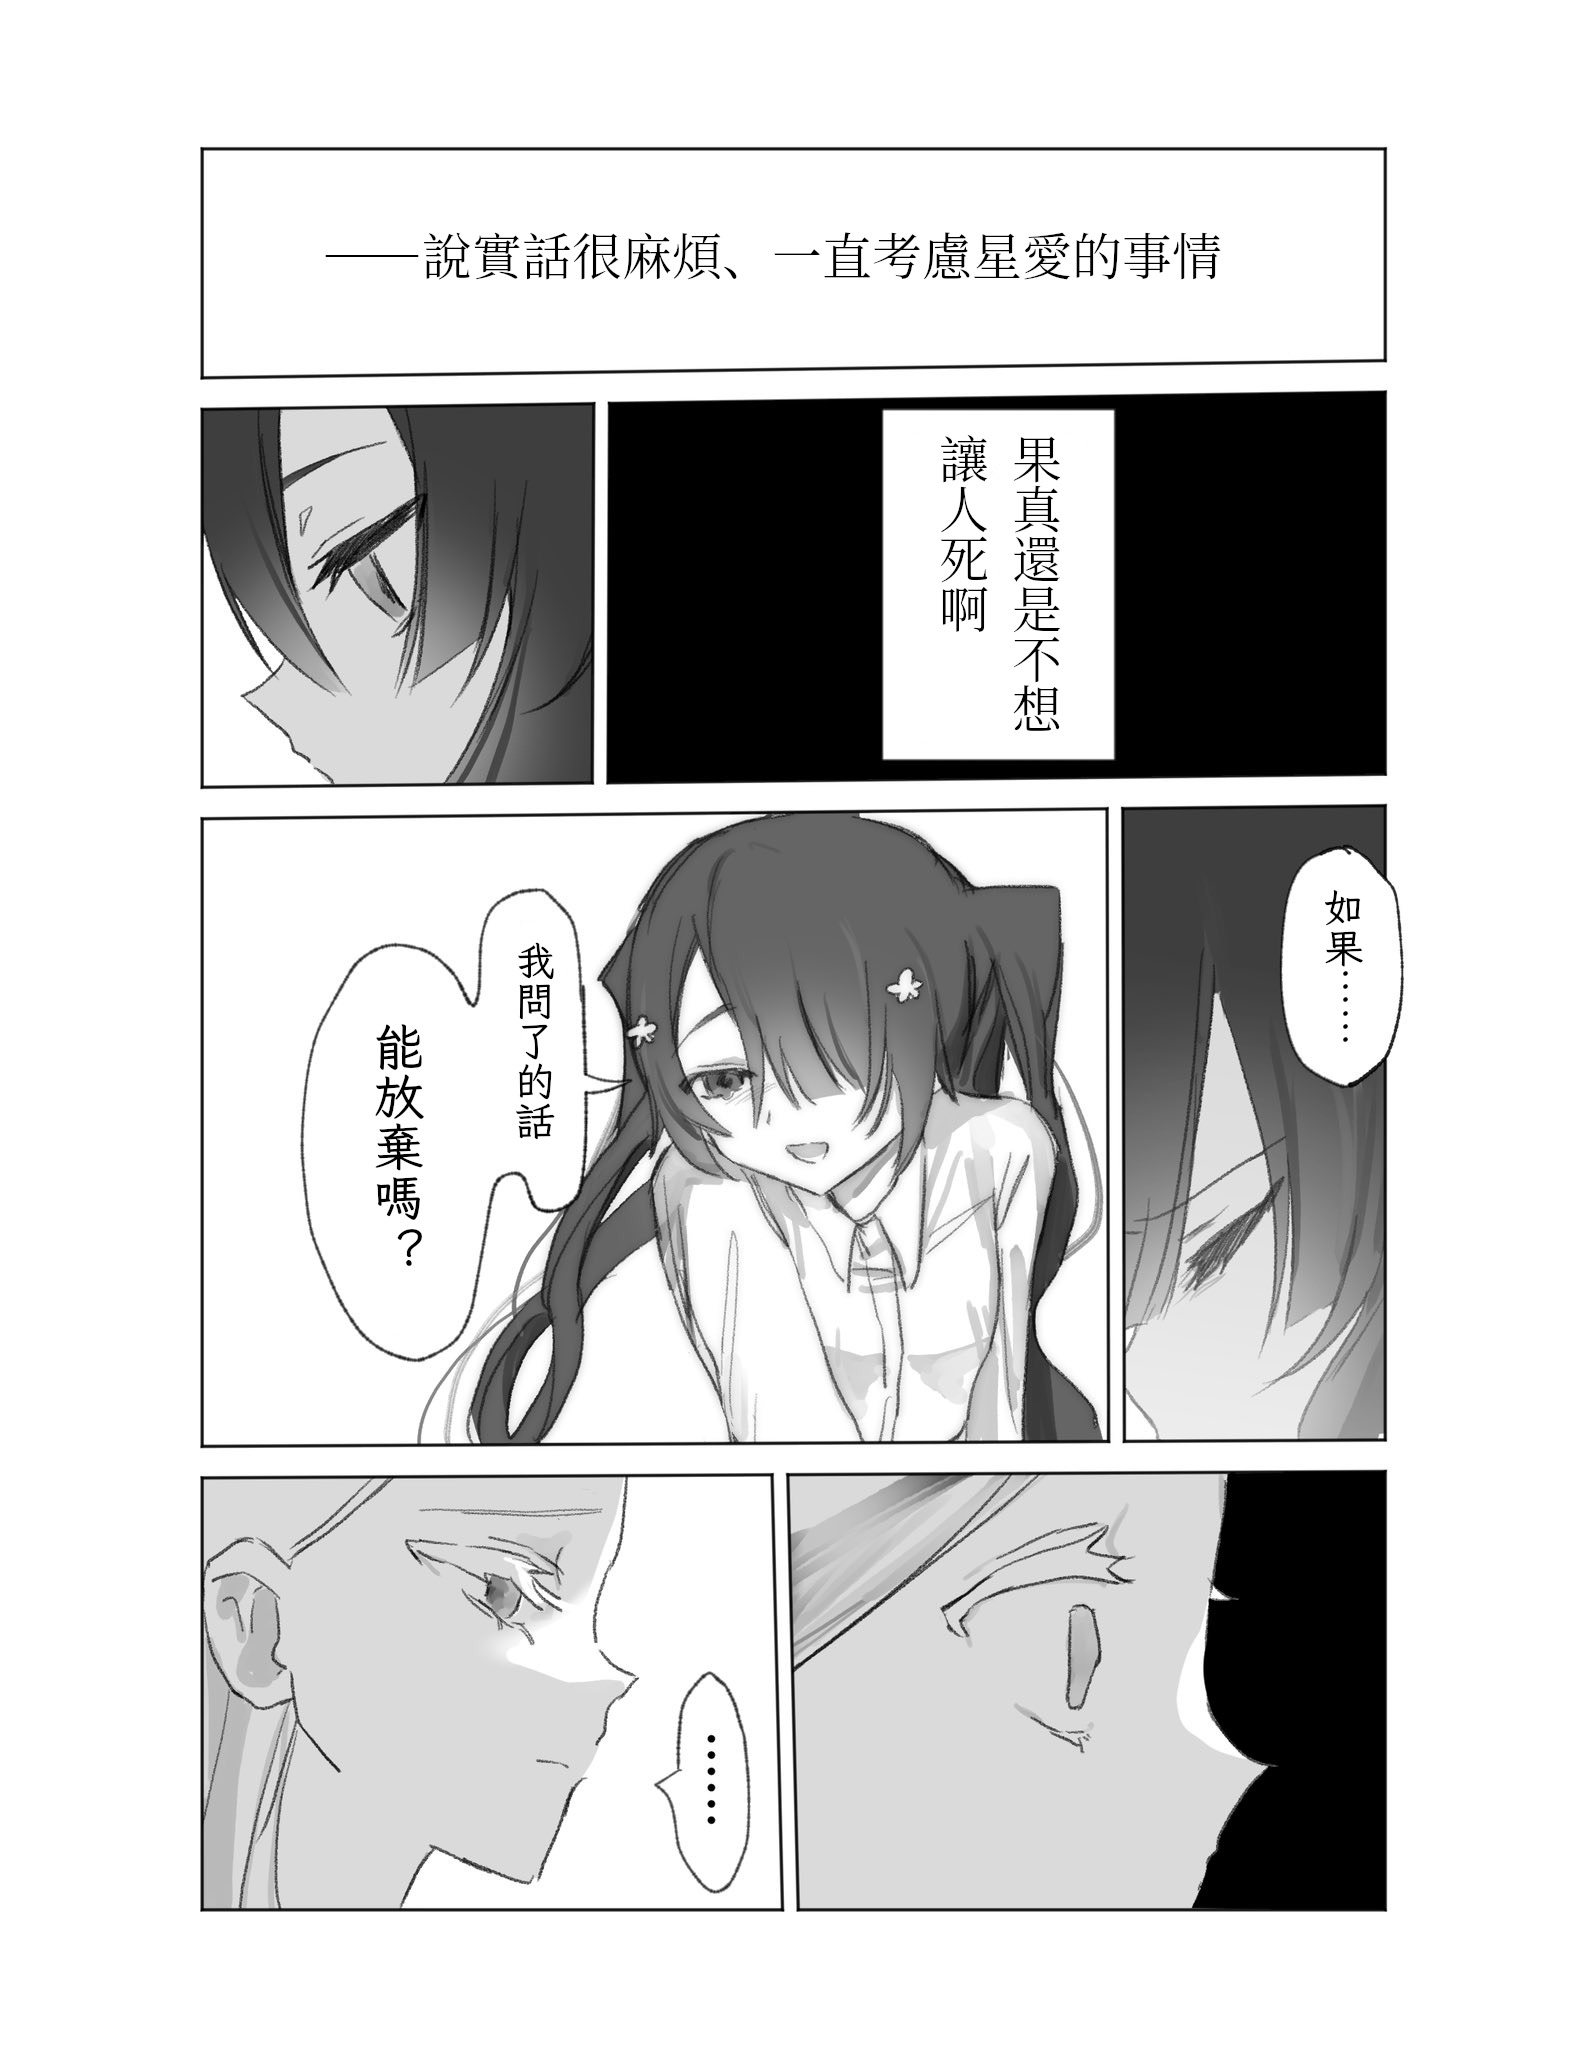 ——說實話很麻煩、一直考慮星愛的事情
果真還是不想
讓人死啊
如果……
我問了的話
能放棄嗎？
……